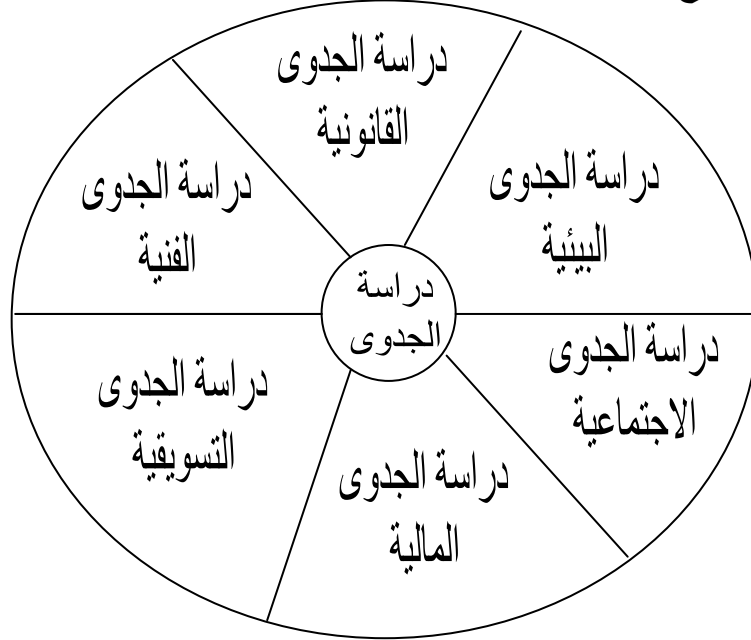 دراسة الجدوى
القانونية
دراسة الجدوى
البيئية
دراسة الجدوى
الفنية
دراسة
الجدوى
دراسة الجدوى
الاجتماعية
دراسة الجدوى
التسويقية
دراسة الجدوى
المالية